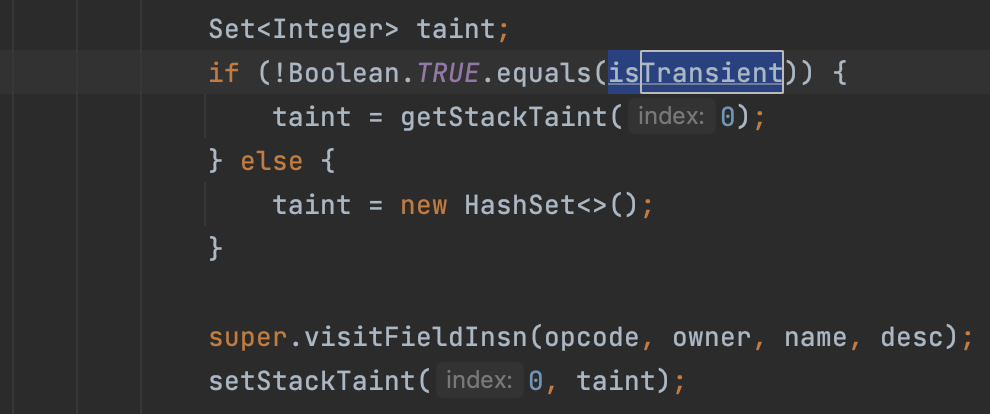 Set<Integer> taint;
if (!Boolean.TRUE.equals(isTransient)) {
taint = getStackTaint( index: 0);
} else {
taint = new HashSet<>();
}
super.visitFieldInsn(opcode, owner, name, desc);
setStackTaint( index: 0, taint);